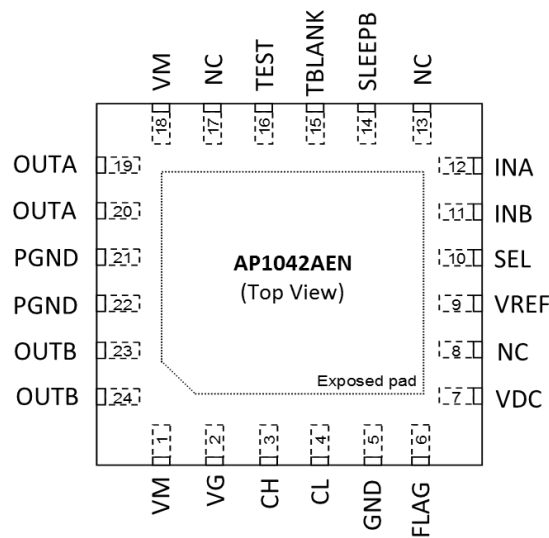 VM NC TEST TBLANK SLEEPB NC
18 17 16 15 14 13
OUTA 19 12 INA
OUTA 20 11 INB
PGND 21 10 SEL
PGND 22 9 VREF
OUTB 23 8 NC
OUTB 24 7 VDC
AP1042AEN
(Top View)
Exposed pad
1 2 3 4 5 6
VM VG CH CL GND FLAG